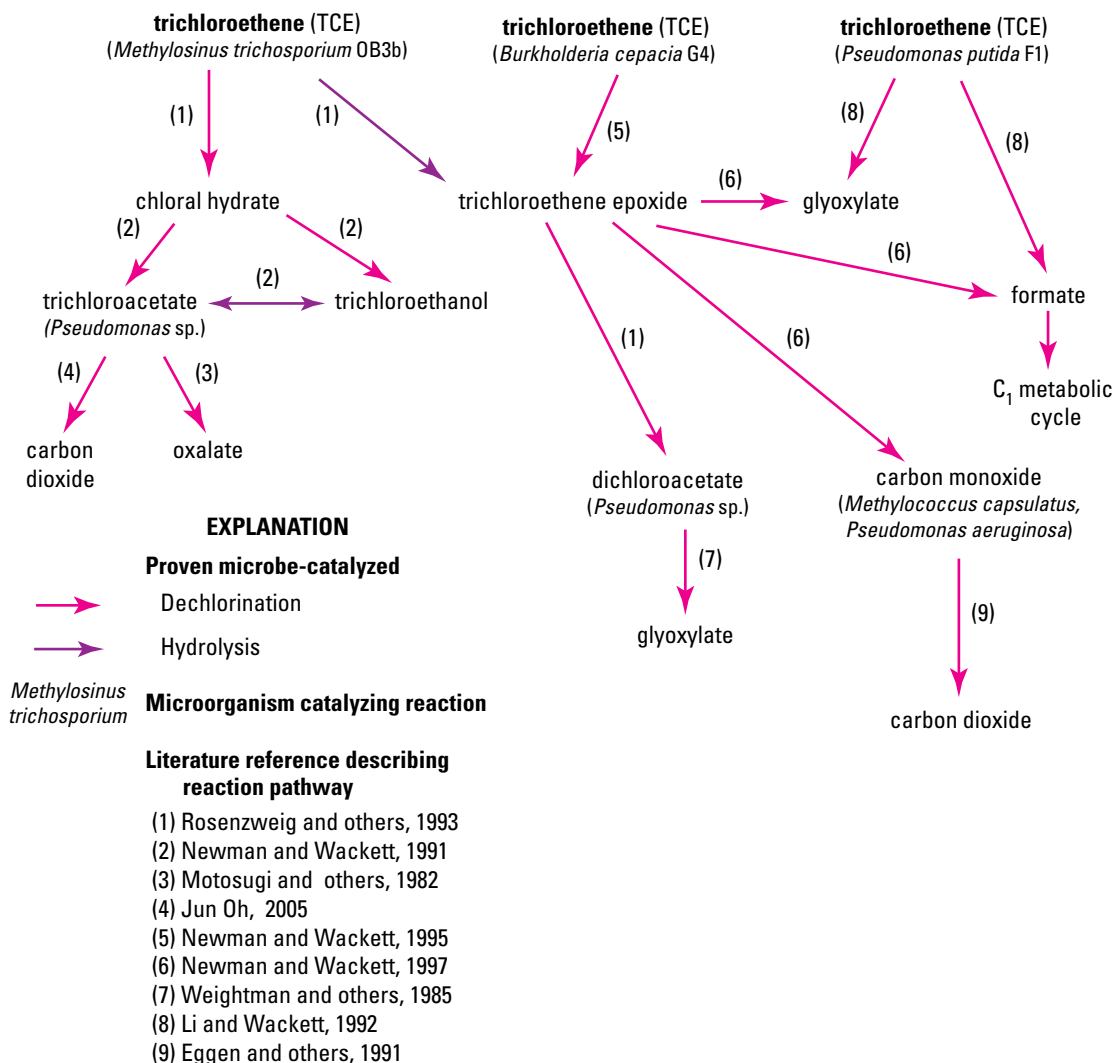 trichloroethene (TCE)
(Methylosinus trichosporium OB3b)
trichloroethene (TCE)
(Burkholderia cepacia G4)
trichloroethene (TCE)
(Pseudomonas putida F1)
(1)
(1)
(5)
(8)
(8)
chloral hydrate
trichloroethene epoxide
(6)
glyoxylate
(2)
(2)
(6)
trichloroacetate
(Pseudomonas sp.)
(2)
trichloroethanol
formate
(4)
(3)
(1)
(6)
C1 metabolic
cycle
carbon
dioxide
oxalate
dichloroacetate
(Pseudomonas sp.)
carbon monoxide
(Methylococcus capsulatus,
Pseudomonas aeruginosa)
(7)
(9)
glyoxylate
carbon dioxide
EXPLANATION
Proven microbe-catalyzed
Dechlorination
Hydrolysis
Methylosinus
trichosporium
Microorganism catalyzing reaction
Literature reference describing
reaction pathway
(1) Rosenzweig and others, 1993
(2) Newman and Wackett, 1991
(3) Motosugi and others, 1982
(4) Jun Oh, 2005
(5) Newman and Wackett, 1995
(6) Newman and Wackett, 1997
(7) Weightman and others, 1985
(8) Li and Wackett, 1992
(9) Eggen and others, 1991